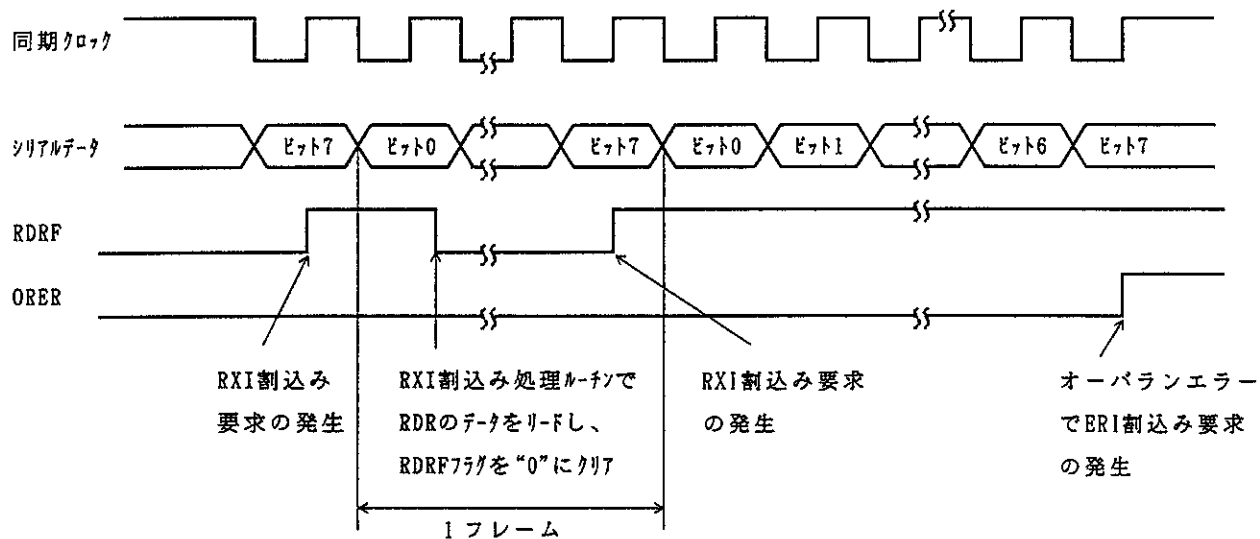 同期クロック
シリアルデータ
ビット7
ビット0
ビット7
ビット0
ビット1
ビット6
ビット7
RDRF
ORER
RXI割込み
要求の発生
RXI割込み処理ルーチンで
RDRのデータをリードし、
RDRFフラグを“0”にクリア
RXI割込み要求
の発生
オーバランエラー
でERI割込み要求
の発生
1フレーム